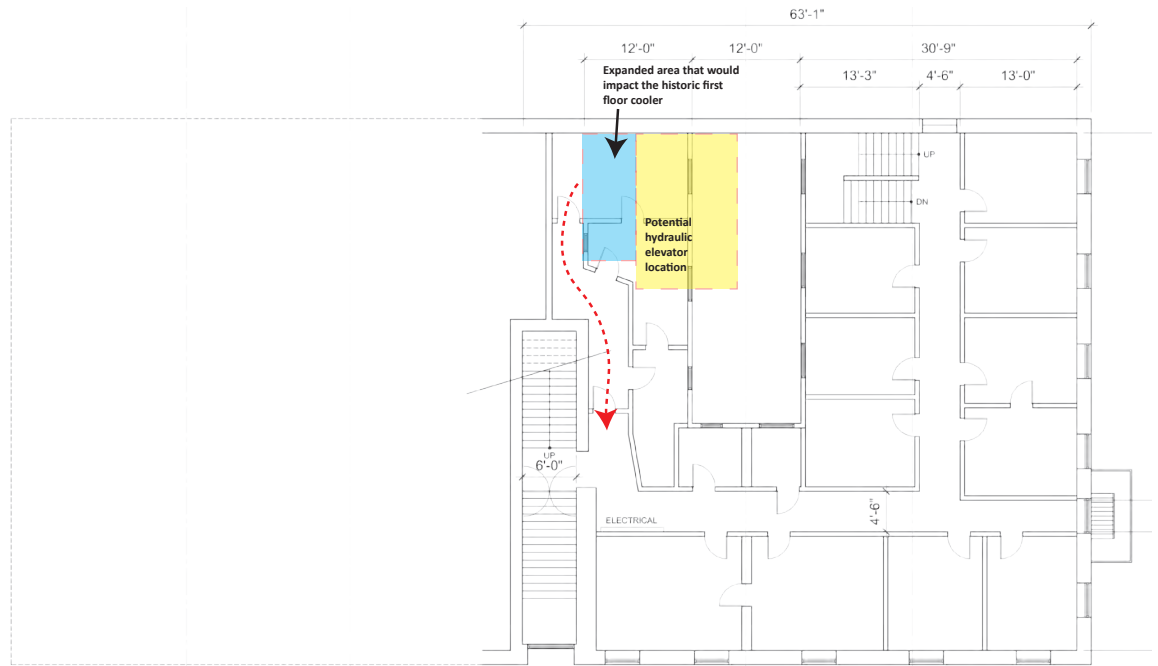 63'-1"
12'-0"
12'-0"
30'-9"
Expanded area that would
impact the historic first
floor cooler
13'-3"
4'-6"
13'-0"
UP
DN
Potential
hydraulic
elevator
location
UP
6'-0"
4'-6"
ELECTRICAL